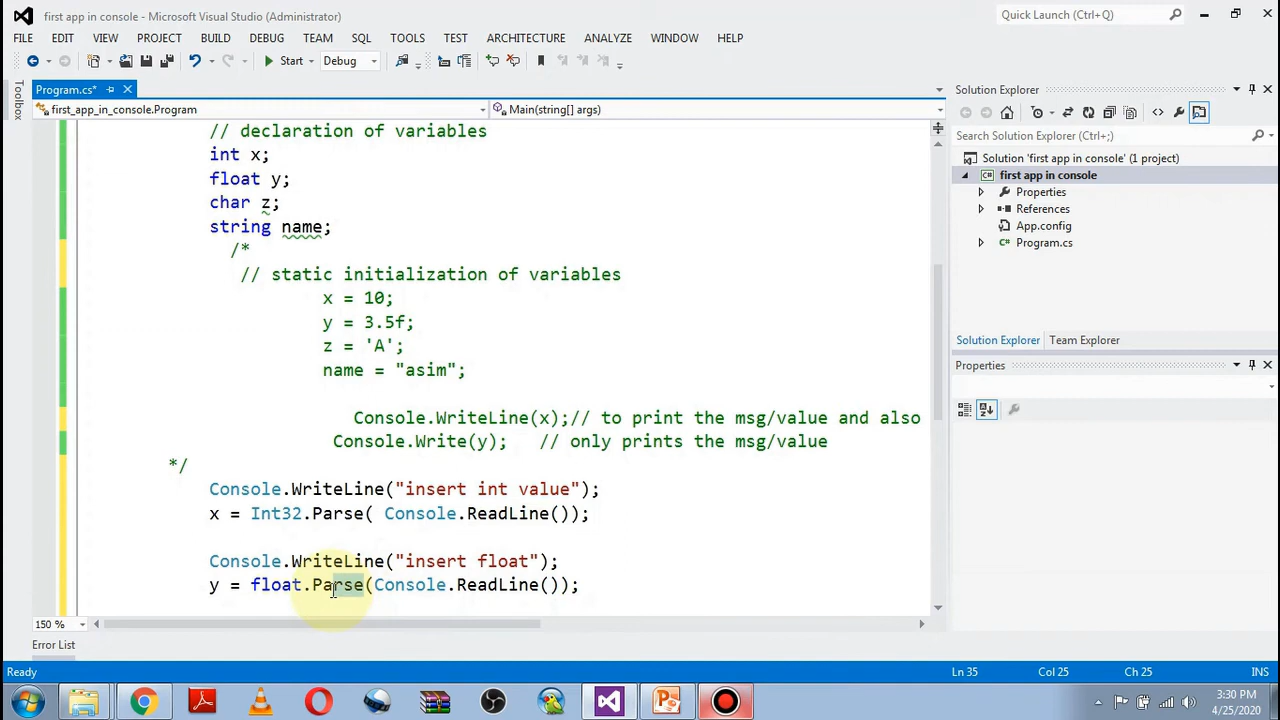 first app in console - Microsoft Visual Studio (Administrator)
Quick Launch (Ctrl+Q)
FILE EDIT VIEW PROJECT BUILD DEBUG TEAM SQL TOOLS TEST ARCHITECTURE ANALYZE WINDOW HELP
Start Debug
Toolbox
Program.cs*
first_app_in_console.Program
Main(string[] args)
// declaration of variables
int x;
float y;
char z;
string name;
/*
// static initialization of variables
x = 10;
y = 3.5f;
z = 'A';
name = "asim";
Console.WriteLine(x);// to print the msg/value and also
Console.Write(y);   // only prints the msg/value
*/
Console.WriteLine("insert int value");
x = Int32.Parse( Console.ReadLine());
Console.WriteLine("insert float");
y = float.Parse(Console.ReadLine());
150 %
Error List
Ready
Ln 35 Col 25 Ch 25 INS
Solution Explorer
Search Solution Explorer (Ctrl+;)
Solution 'first app in console' (1 project)
first app in console
Properties
References
App.config
Program.cs
Solution Explorer Team Explorer
Properties
3:30 PM
4/25/2020